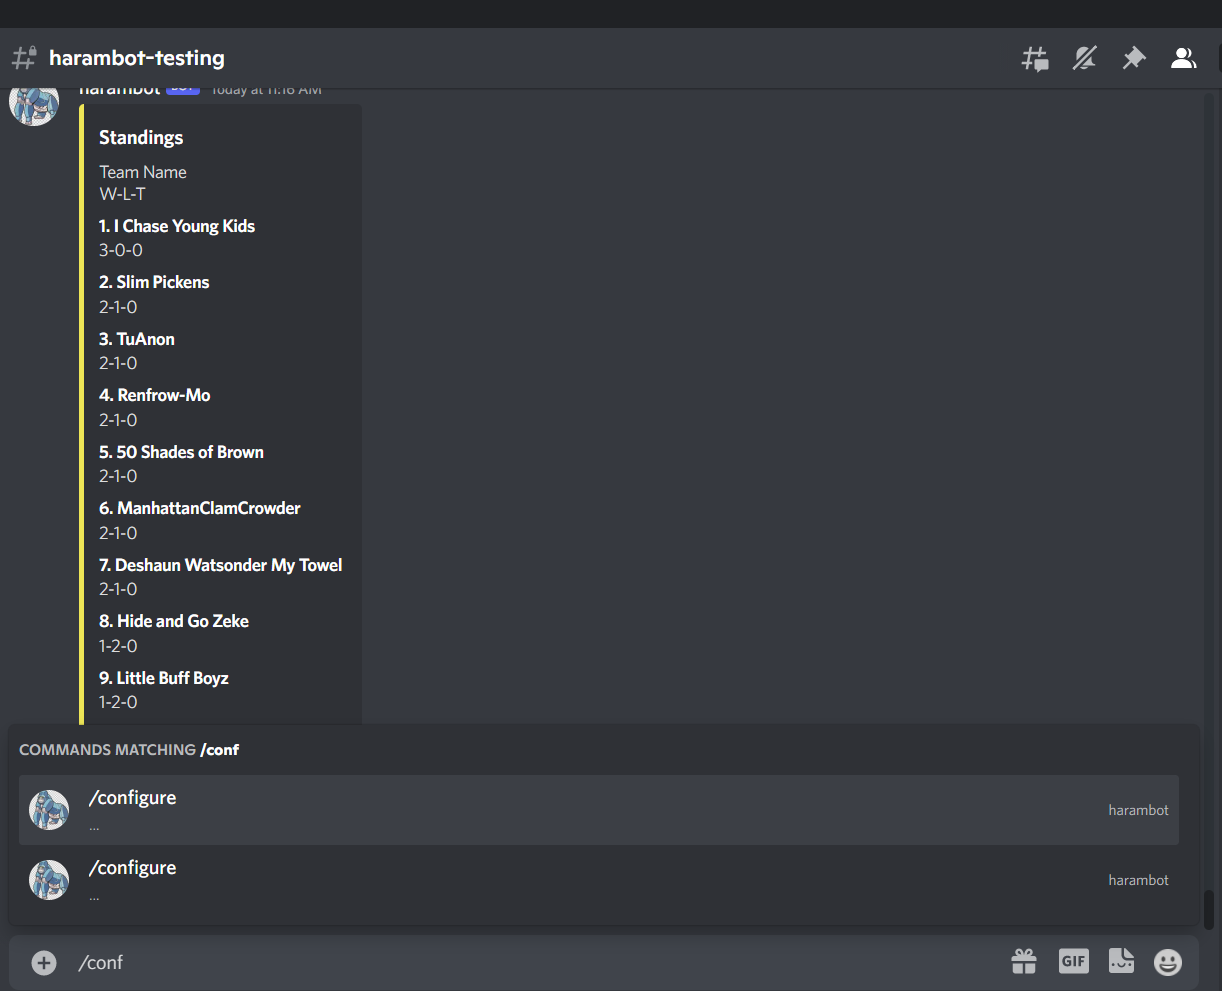 harambot-testing
harambot BOT Today at 11:16 AM
Standings
Team Name
W-L-T
1. I Chase Young Kids
3-0-0
2. Slim Pickens
2-1-0
3. TuAnon
2-1-0
4. Renfrow-Mo
2-1-0
5. 50 Shades of Brown
2-1-0
6. ManhattanClamCrowder
2-1-0
7. Deshaun Watsonder My Towel
2-1-0
8. Hide and Go Zeke
1-2-0
9. Little Buff Boyz
1-2-0
COMMANDS MATCHING /conf
/configure
...
harambot
/configure
...
harambot
/conf
GIF